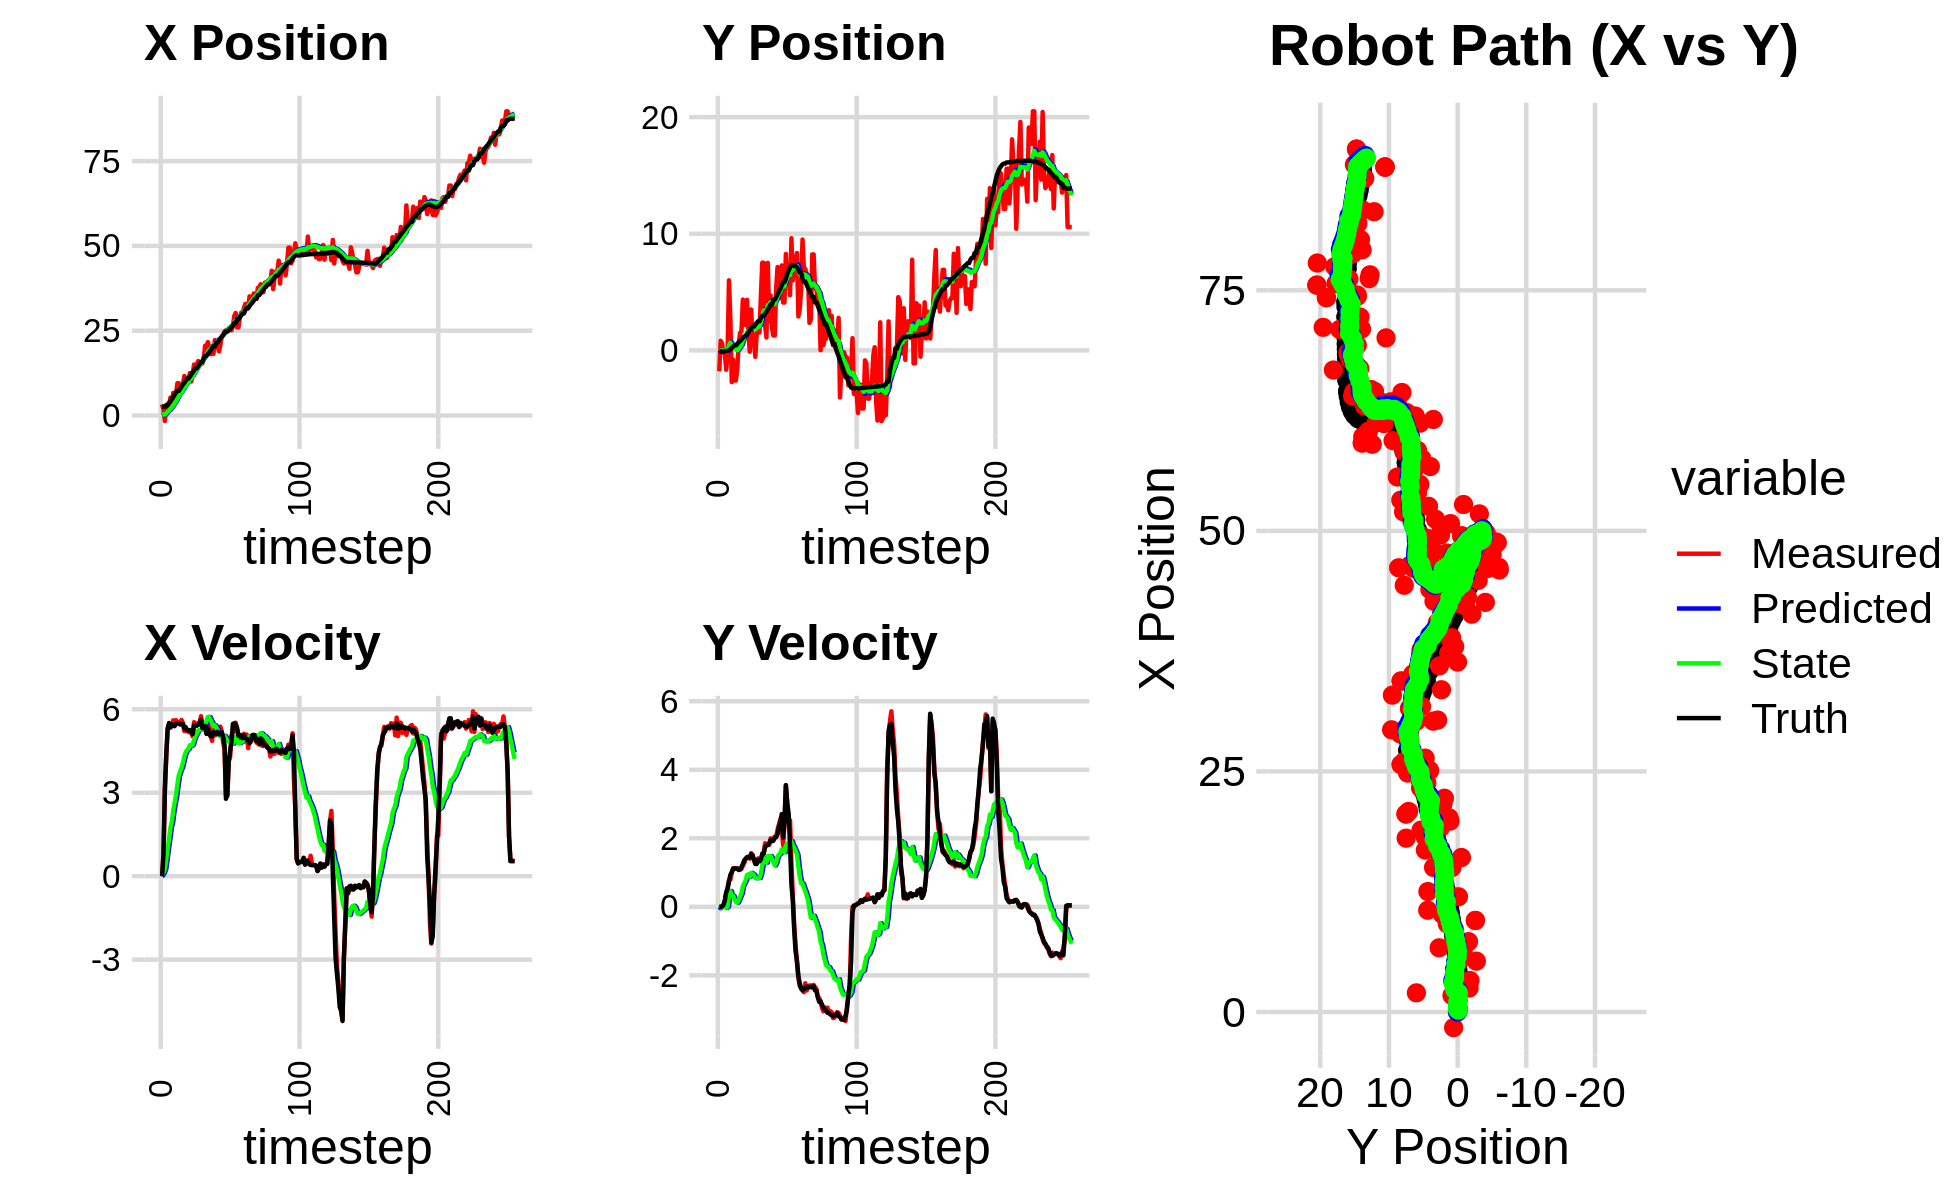 X Position
75
50
25
0
0
100
200
timestep
Y Position
20
10
0
0
100
200
timestep
X Velocity
6
3
0
-3
0
100
200
timestep
Y Velocity
6
4
2
0
-2
0
100
200
timestep
Robot Path (X vs Y)
X Position
75
50
25
0
20 10 0 -10 -20
Y Position
variable
Measured
Predicted
State
Truth